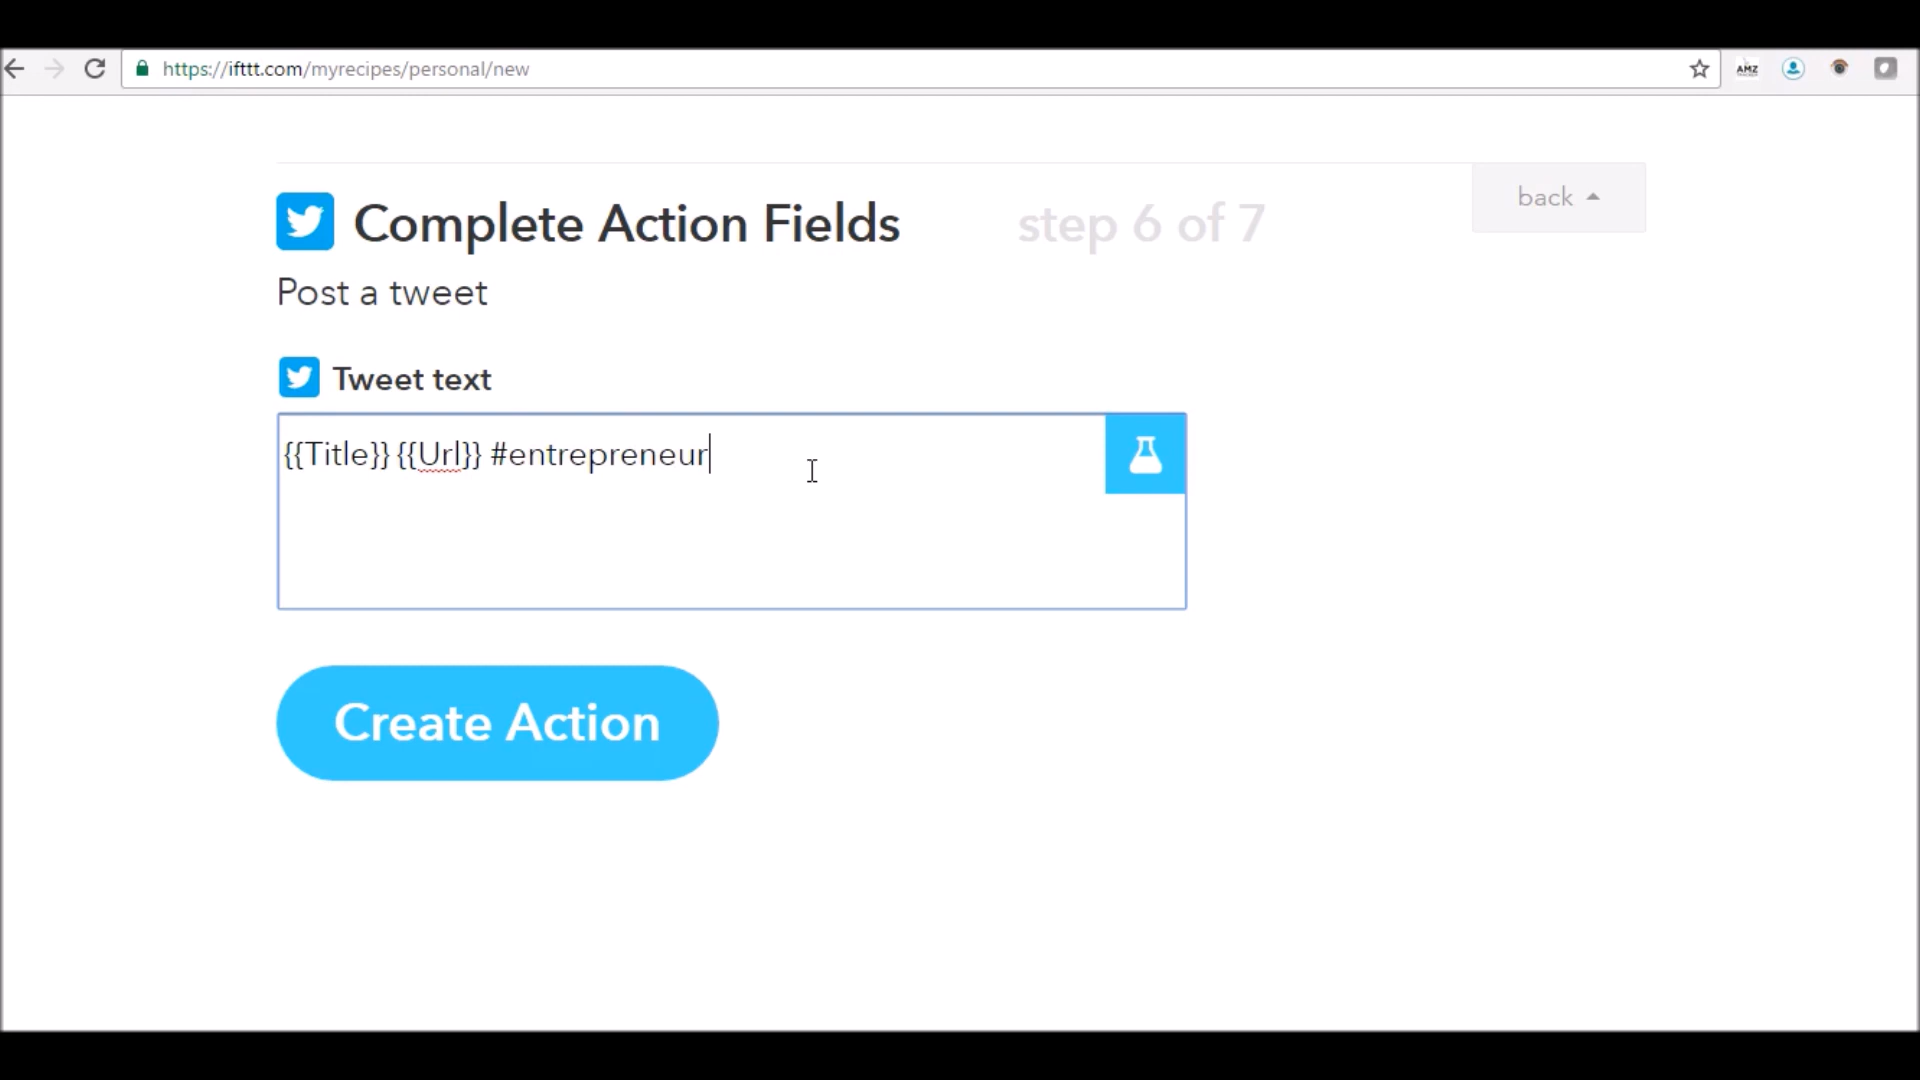 https://ifttt.com/myrecipes/personal/new
AMZ
back
Complete Action Fields
step 6 of 7
Post a tweet
Tweet text
{{Title}} {{Url}} #entrepreneur
Create Action